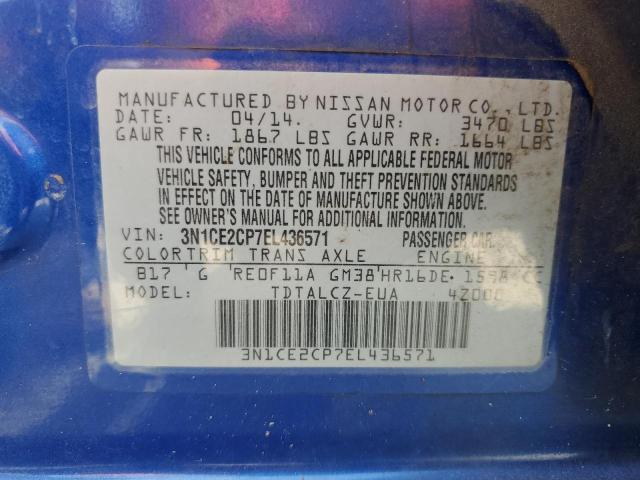 MANUFACTURED BY NISSAN MOTOR CO., LTD.
DATE: 04/14. GVWR: 3470 LBS
GAWR FR: 1867 LBS GAWR RR: 1664 LBS
THIS VEHICLE CONFORMS TO ALL APPLICABLE FEDERAL MOTOR
VEHICLE SAFETY, BUMPER AND THEFT PREVENTION STANDARDS
IN EFFECT ON THE DATE OF MANUFACTURE SHOWN ABOVE.
SEE OWNER'S MANUAL FOR ADDITIONAL INFORMATION.
VIN: 3N1CE2CP7EL436571 PASSENGER CAR
COLOR TRIM TRANS AXLE ENGINE
B17 G RE0F11A GM38 HR16DE 1598 CC
MODEL: TDTALCZ-EUA
3N1CE2CP7EL436571